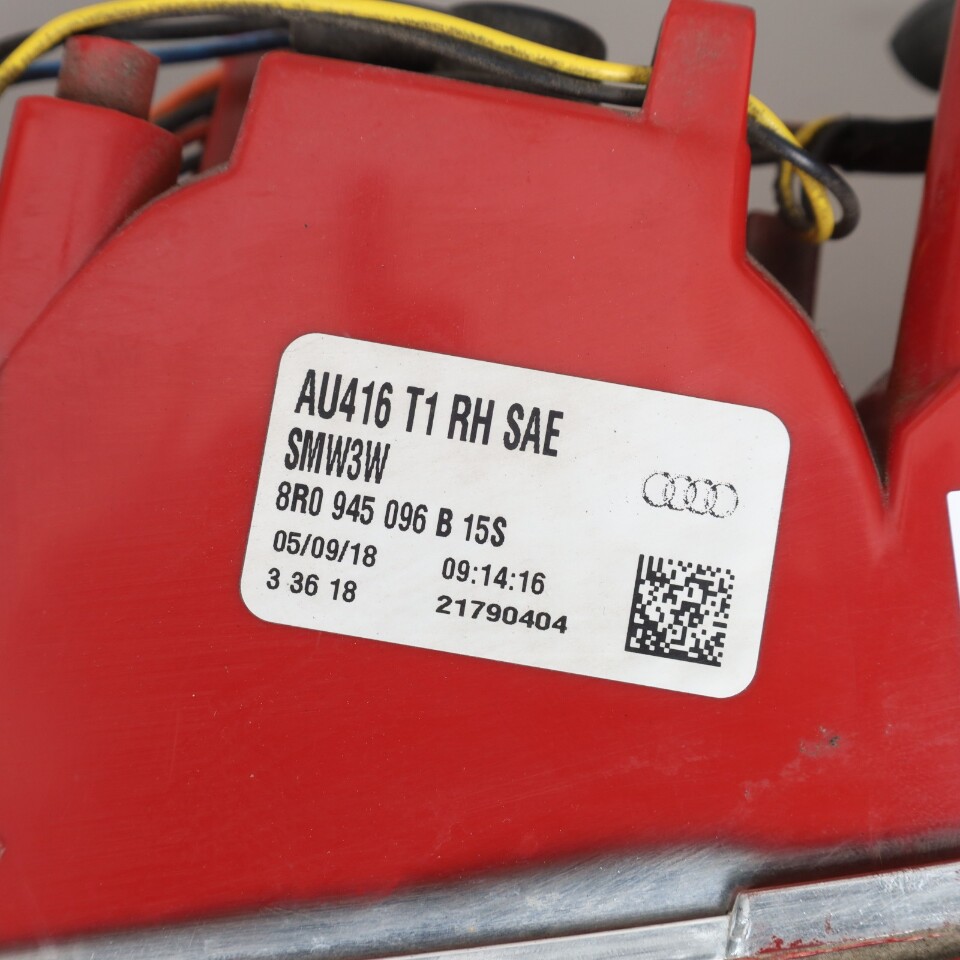 AU416 T1 RH SAE
SMW3W
8R0 945 096 B 15S
05/09/18 09:14:16
3 36 18 21790404